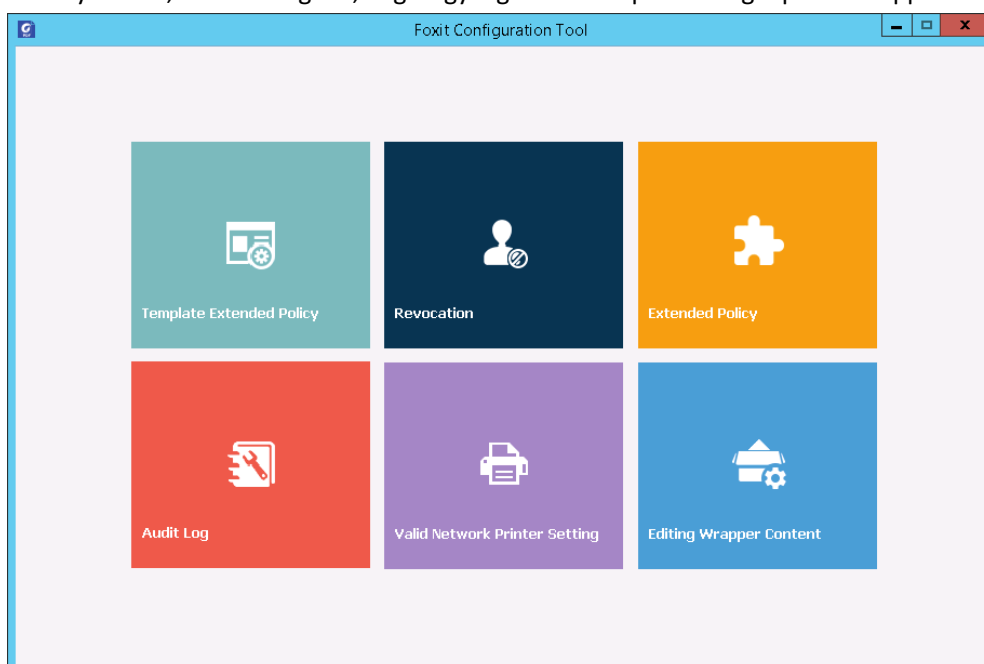 Foxit Configuration Tool
Template Extended Policy
Revocation
Extended Policy
Audit Log
Valid Network Printer Setting
Editing Wrapper Content